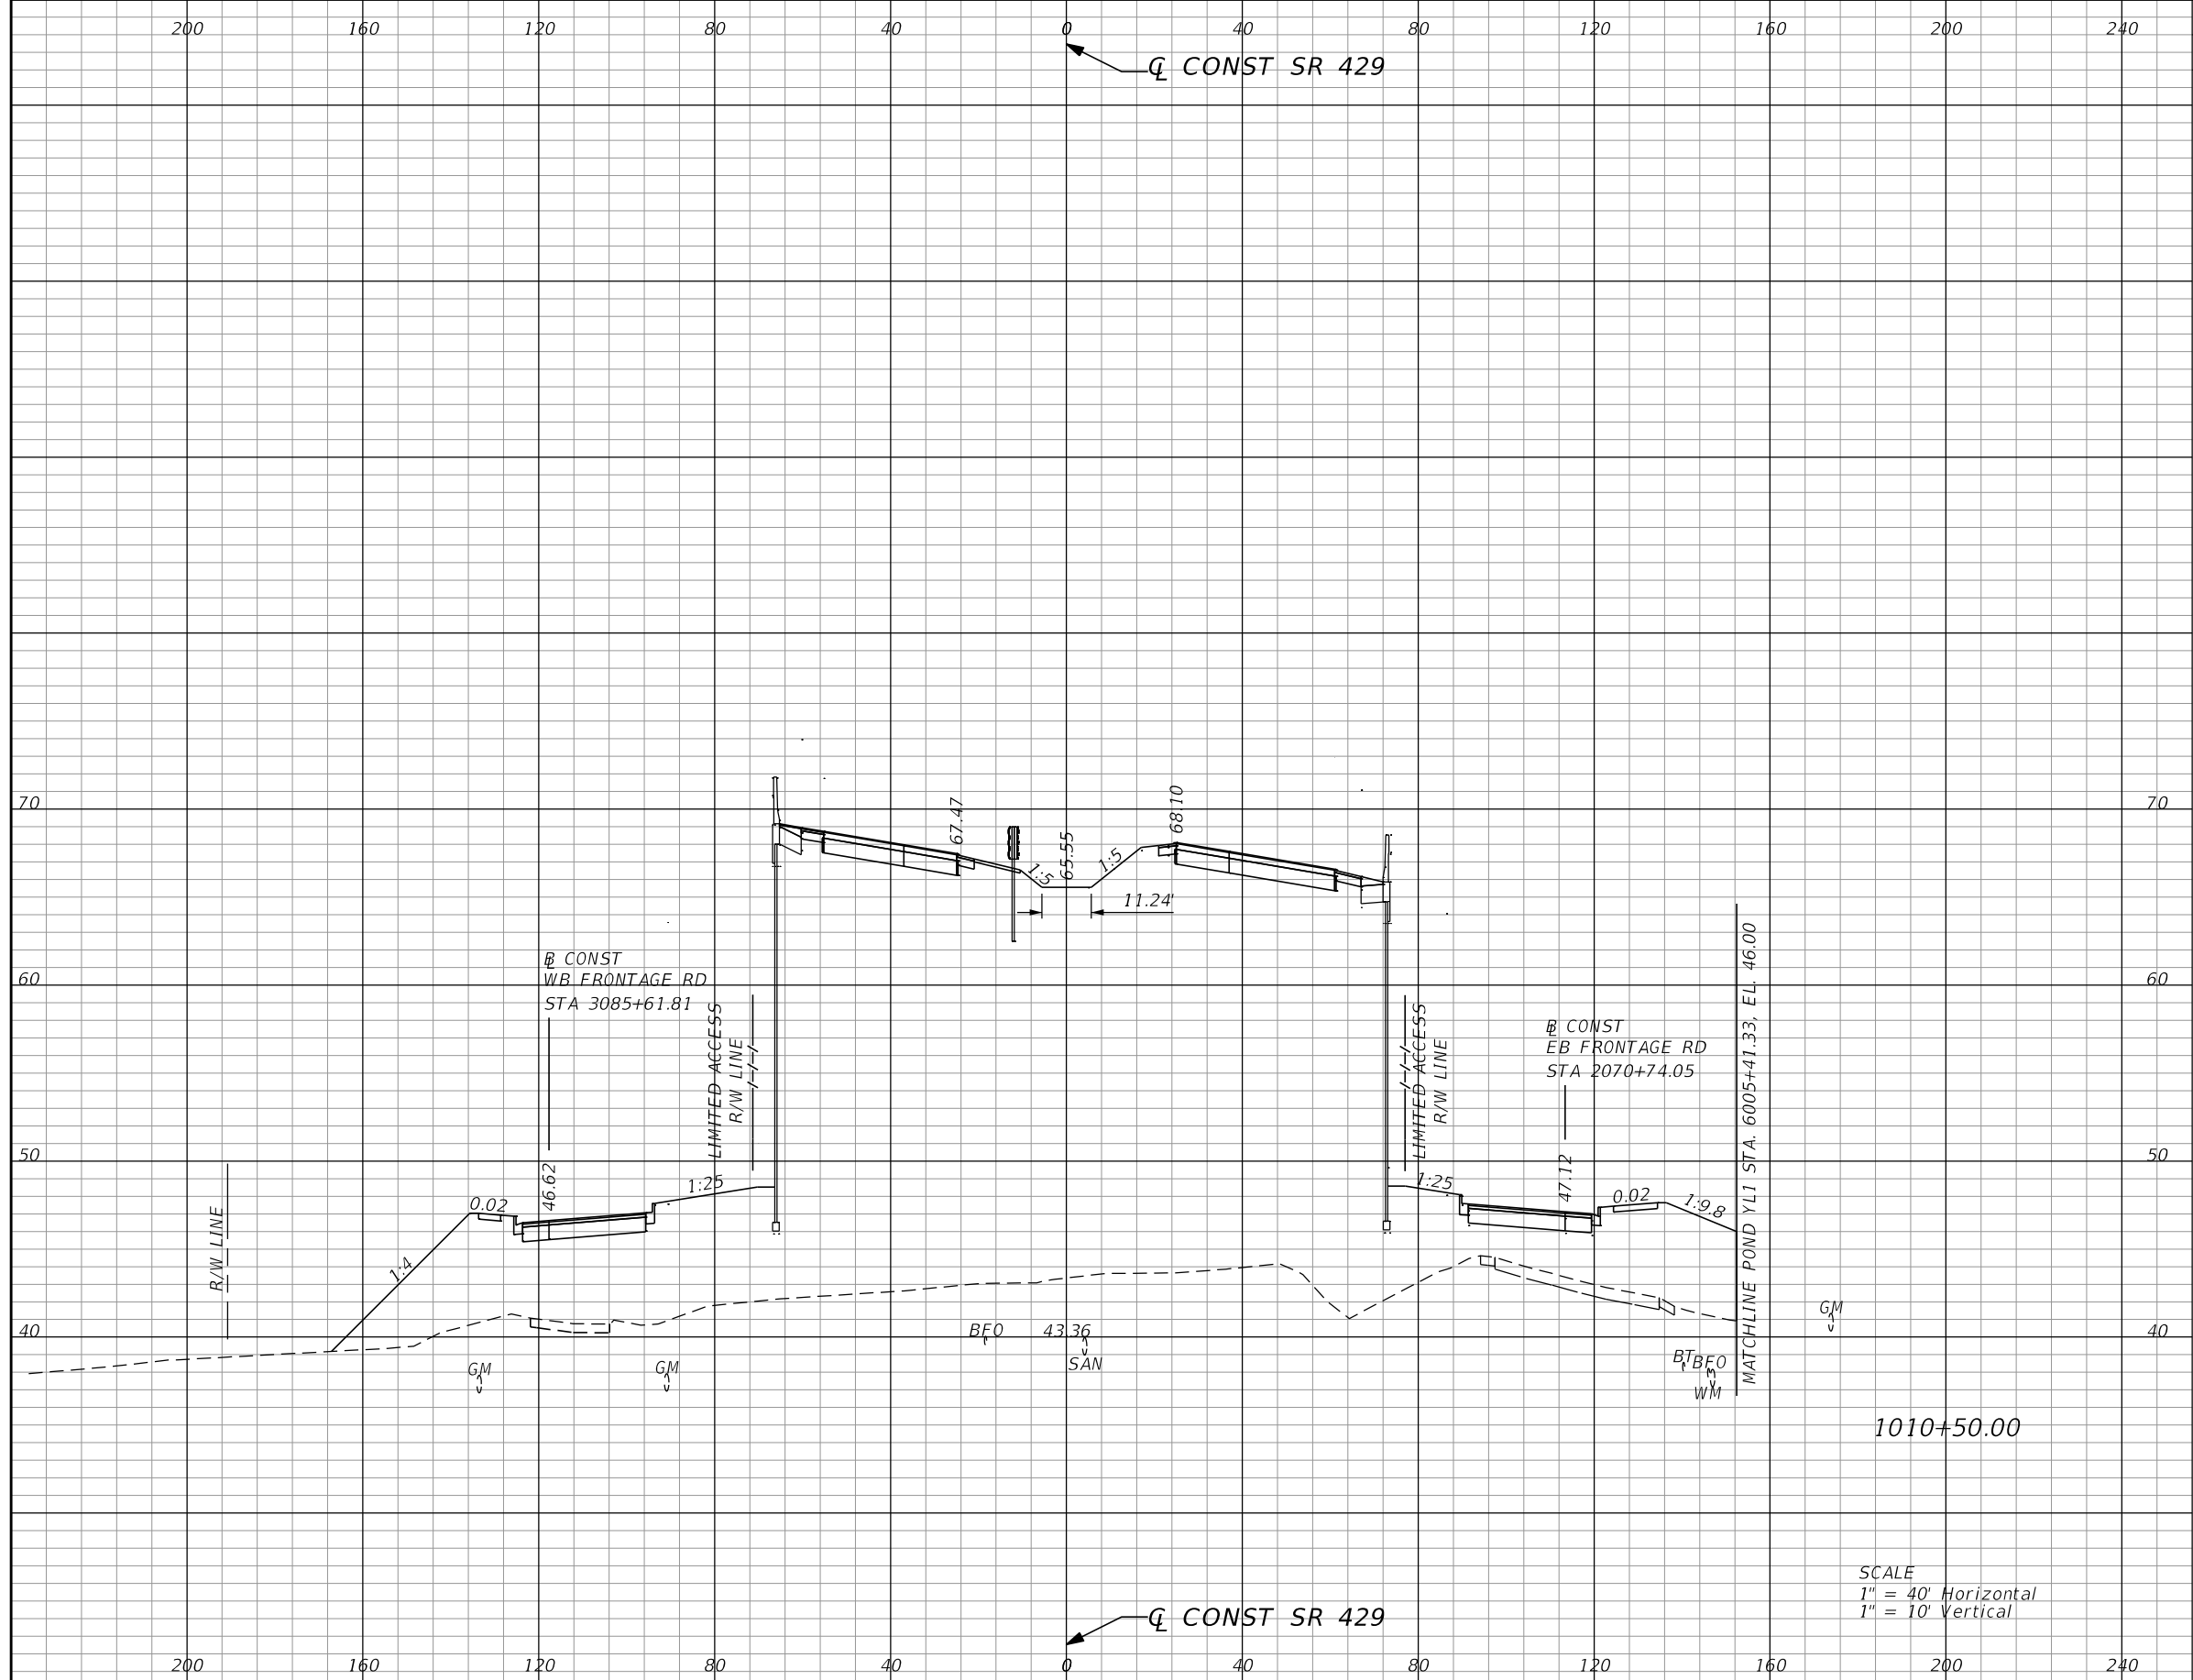 200 160 120 80 40 0 40 80 120 160 200 240
℄ CONST SR 429
70 70
67.47
65.55
68.10
1:5
1:5
11.24'
60 60
BL CONST
WB FRONTAGE RD
STA 3085+61.81
LIMITED ACCESS
R/W LINE
LIMITED ACCESS
R/W LINE
BL CONST
EB FRONTAGE RD
STA 2070+74.05
MATCHLINE POND YL1 STA. 6005+41.33, EL. 46.00
50 50
R/W LINE
1:4
0.02
46.62
1:25
1:25
47.12
0.02
1:9.8
40 40
GM
GM
BFO
43.36
SAN
BT
BFO
WM
GM
1010+50.00
SCALE
1" = 40' Horizontal
1" = 10' Vertical
℄ CONST SR 429
200 160 120 80 40 0 40 80 120 160 200 240